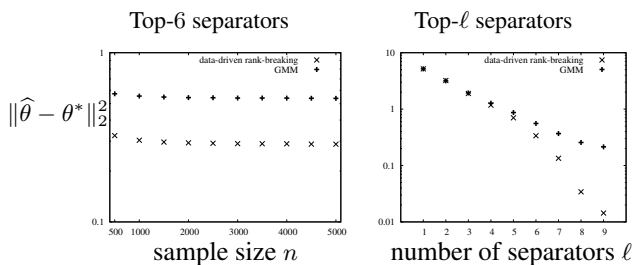 Top-6 separators
1
data-driven rank-breaking
GMM
‖θ̂ − θ*‖₂²
0.1
500 1000 2000 3000 4000 5000
sample size n
Top-ℓ separators
10
data-driven rank-breaking
GMM
1
0.1
0.01
1 2 3 4 5 6 7 8 9
number of separators ℓ